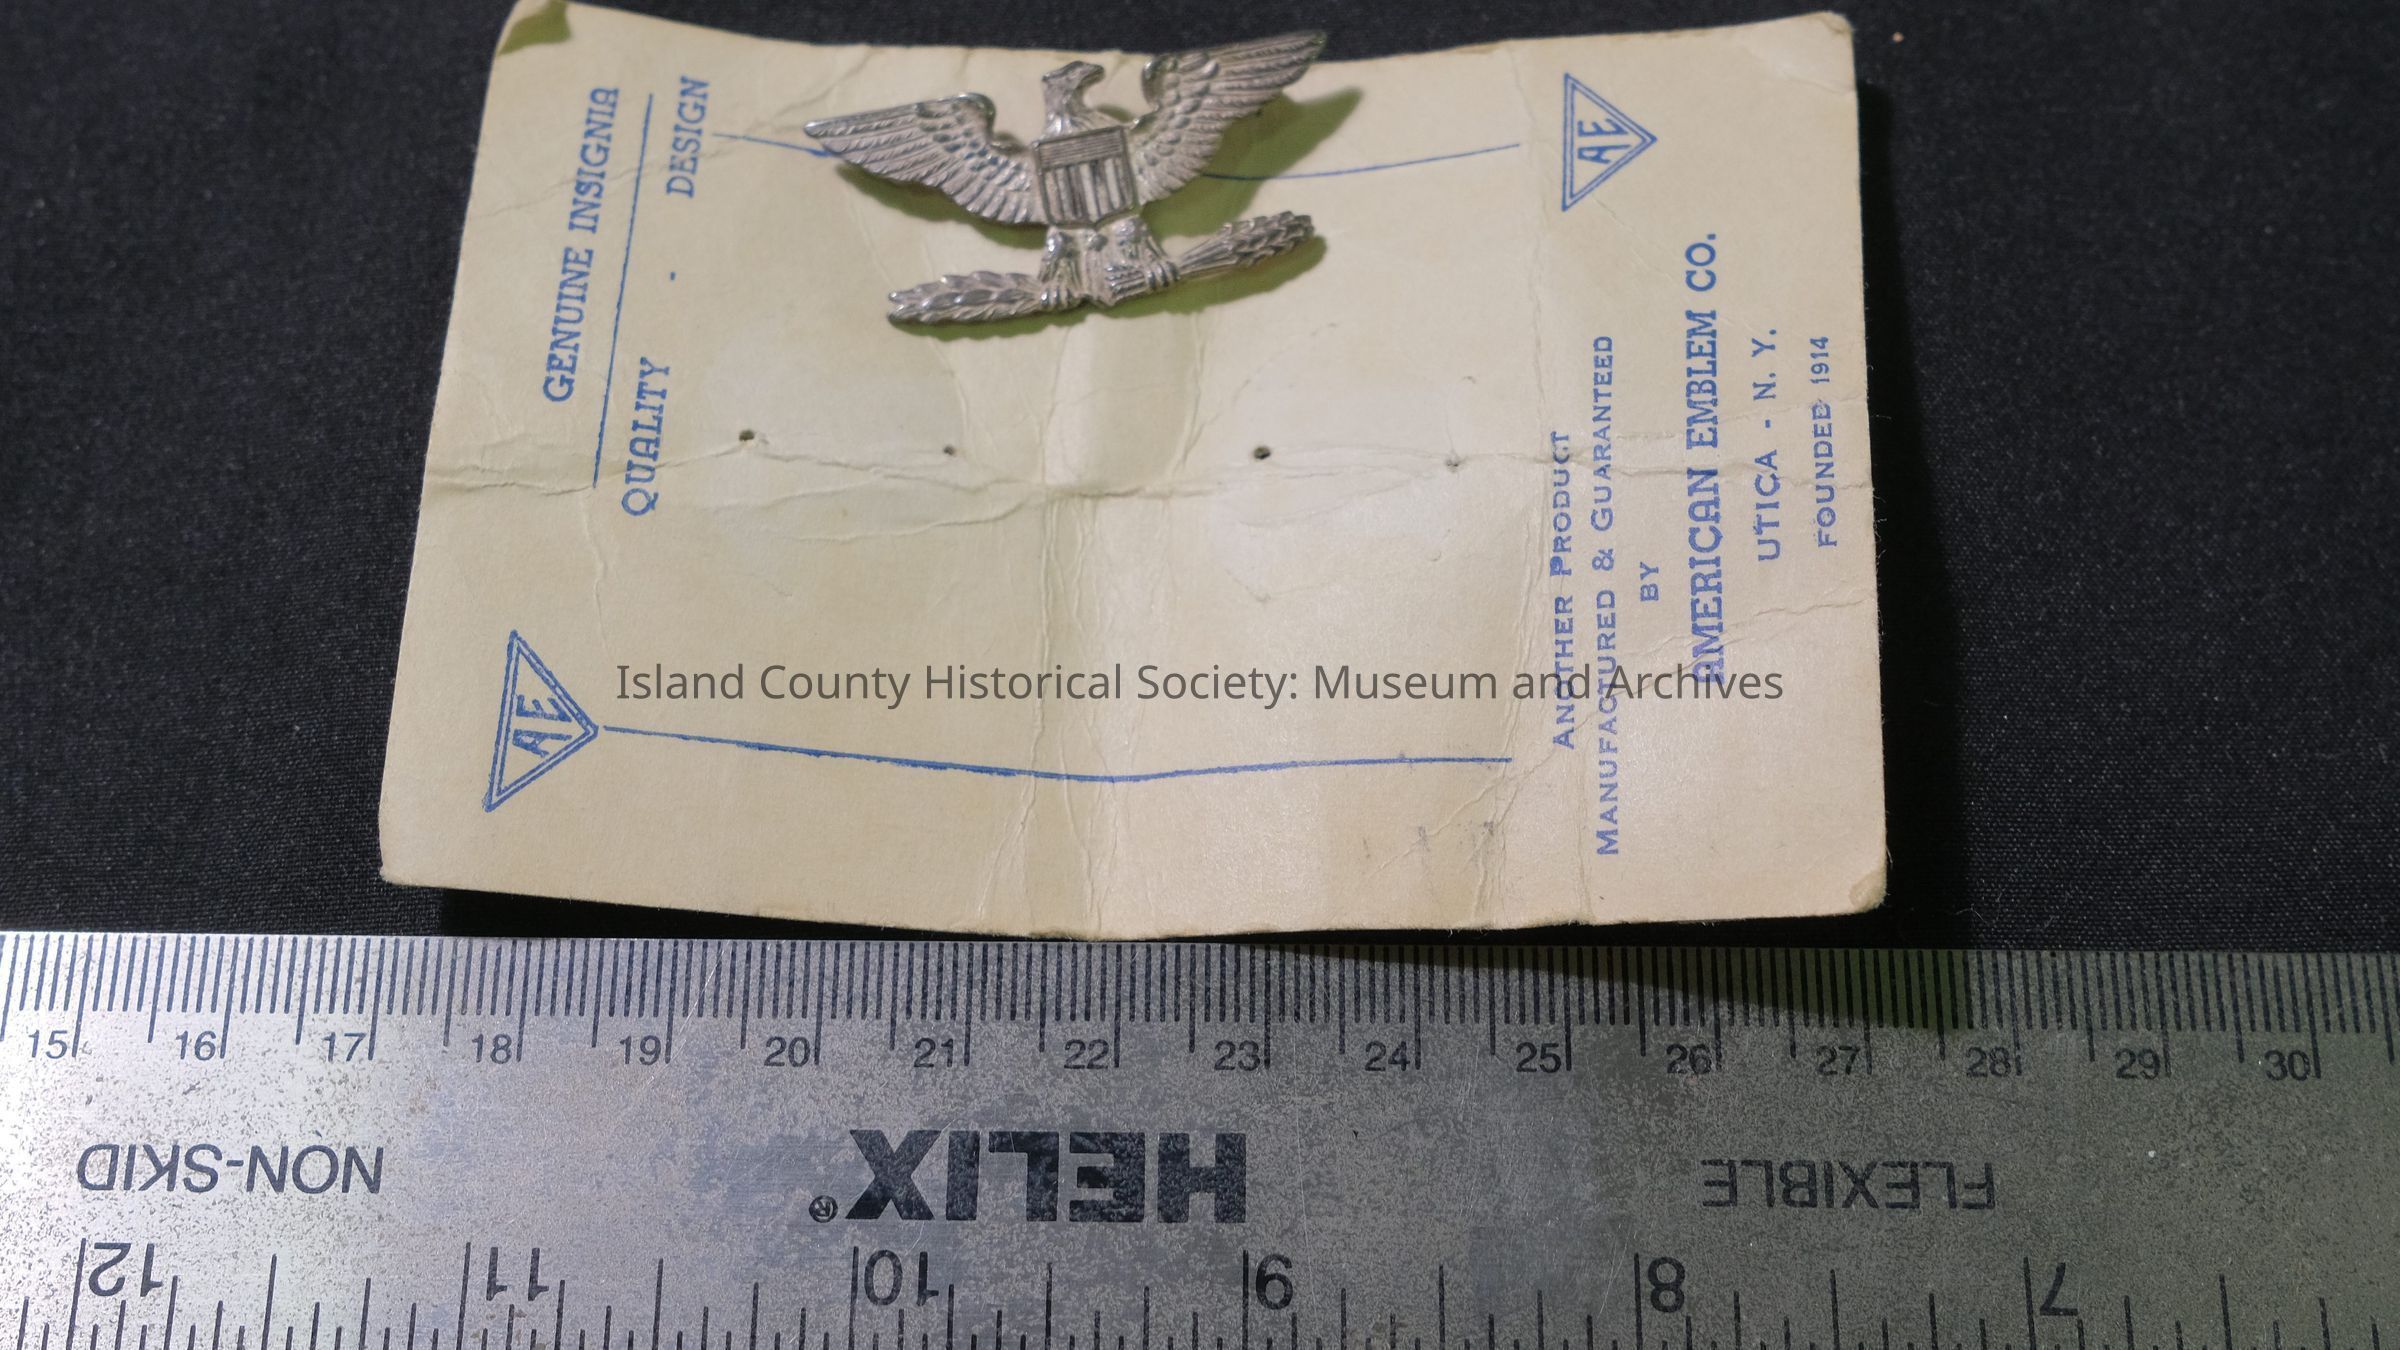 GENUINE INSIGNIA
QUALITY - DESIGN
AE
AE
ANOTHER PRODUCT
MANUFACTURED & GUARANTEED
BY
AMERICAN EMBLEM CO.
UTICA - N. Y.
FOUNDED 1914
Island County Historical Society: Museum and Archives
15 16 17 18 19 20 21 22 23 24 25 26 27 28 29 30
NON-SKID HELIX® FLEXIBLE
12 11 10 9 8 7